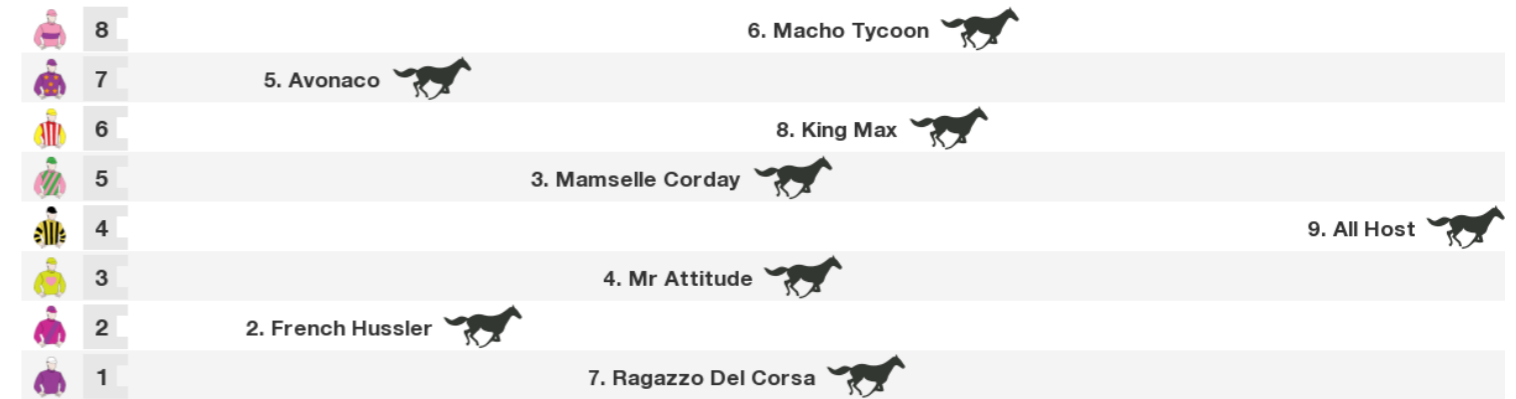 8 6. Macho Tycoon
7 5. Avonaco
6 8. King Max
5 3. Mamselle Corday
4 9. All Host
3 4. Mr Attitude
2 2. French Hussler
1 7. Ragazzo Del Corsa